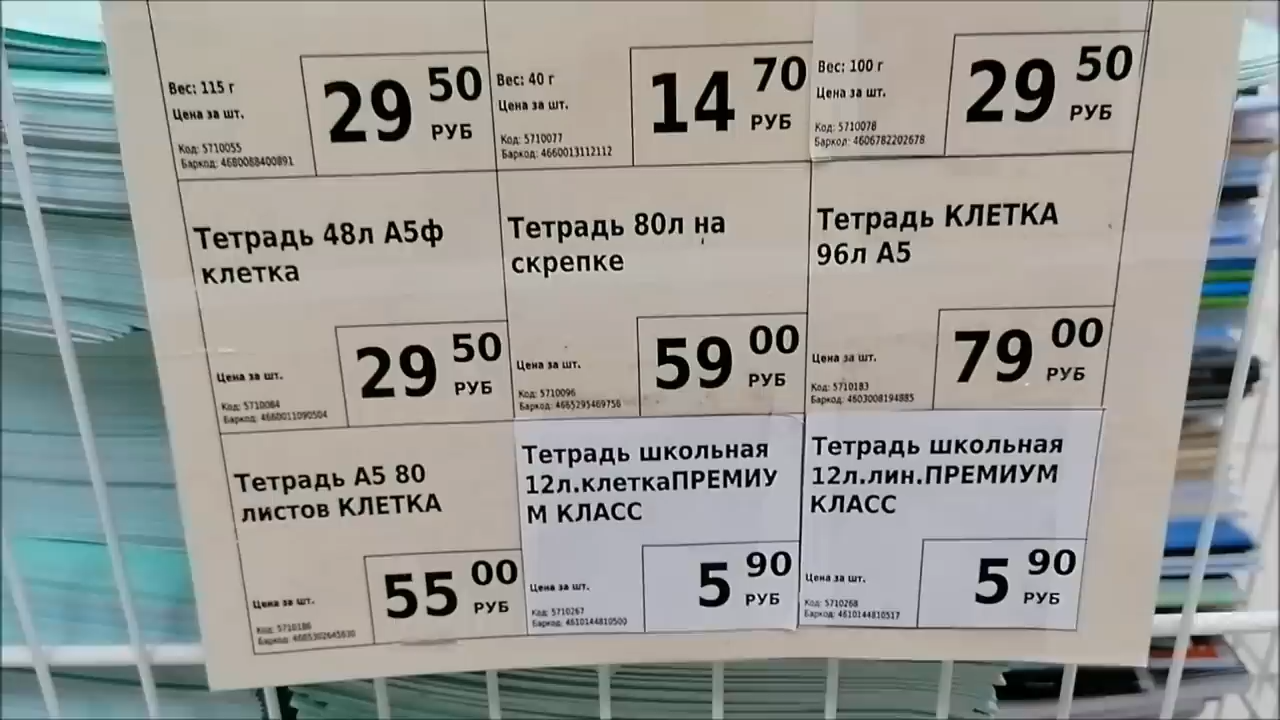 Вес: 115 г
Цена за шт.
Код: 5710055
Баркод: 4680088400891
29 50
РУБ
Вес: 40 г
Цена за шт.
Код: 5710077
Баркод: 4660013112112
14 70
РУБ
Вес: 100 г
Цена за шт.
Код: 5710078
Баркод: 4606782202678
29 50
РУБ
Тетрадь 48л А5ф
клетка
Цена за шт.
Код: 5710084
Баркод: 4660011090504
29 50
РУБ
Тетрадь 80л на
скрепке
Цена за шт.
Код: 5710096
Баркод: 4665295469756
59 00
РУБ
Тетрадь КЛЕТКА
96л А5
Цена за шт.
Код: 5710183
Баркод: 4603008194885
79 00
РУБ
Тетрадь А5 80
листов КЛЕТКА
Цена за шт.
Код: 5710186
Баркод: 4665302645630
55 00
РУБ
Тетрадь школьная
12л.клеткаПРЕМИУ
М КЛАСС
Цена за шт.
Код: 5710267
Баркод: 4610144810500
5 90
РУБ
Тетрадь школьная
12л.лин.ПРЕМИУМ
КЛАСС
Цена за шт.
Код: 5710268
Баркод: 4610144810517
5 90
РУБ